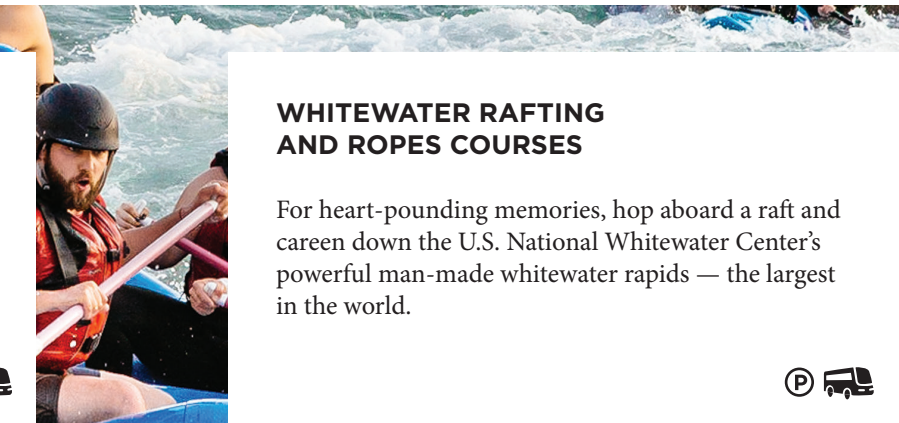 WHITEWATER RAFTING
AND ROPES COURSES
For heart-pounding memories, hop aboard a raft and
careen down the U.S. National Whitewater Center’s
powerful man-made whitewater rapids — the largest
in the world.
P